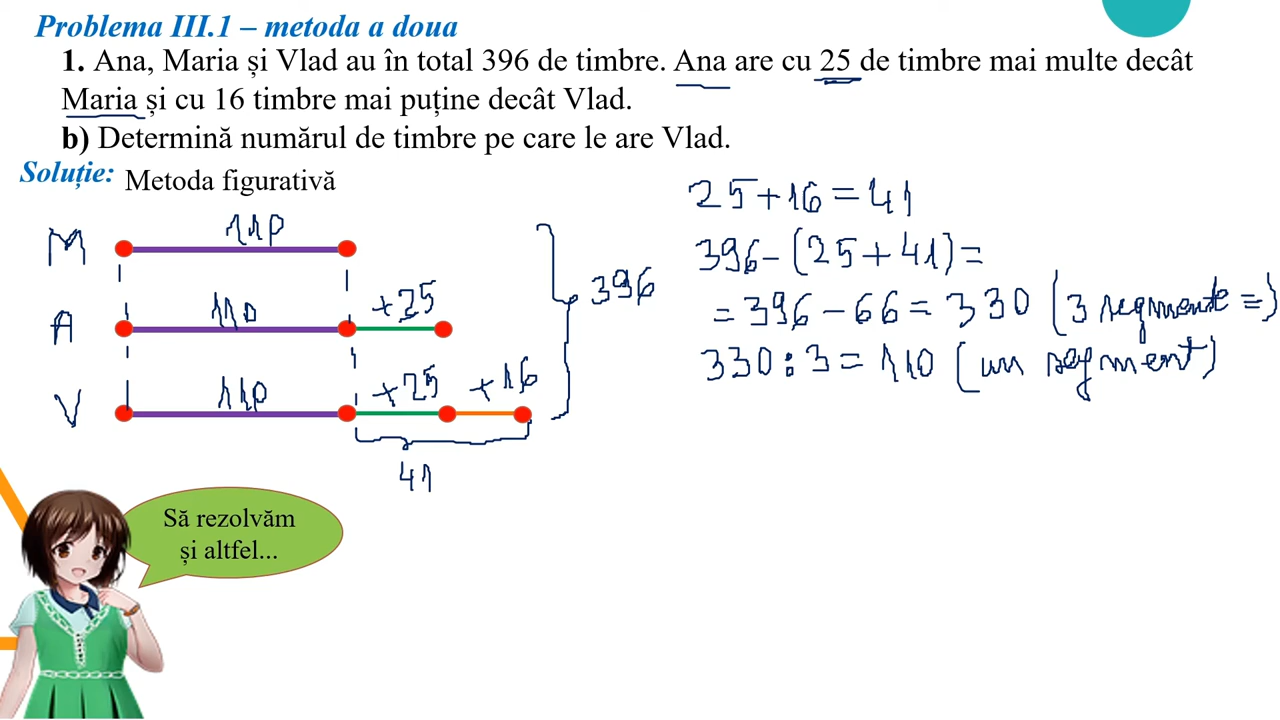 Problema III.1 – metoda a doua
1. Ana, Maria și Vlad au în total 396 de timbre. Ana are cu 25 de timbre mai multe decât
Maria și cu 16 timbre mai puține decât Vlad.
b) Determină numărul de timbre pe care le are Vlad.
Soluție: Metoda figurativă
M 110
A 110 +25
V 110 +25 +16
41
396
25+16=41
396-(25+41)=
=396-66=330 (3 segmente =)
330:3=110 (un segment)
Să rezolvăm
și altfel...